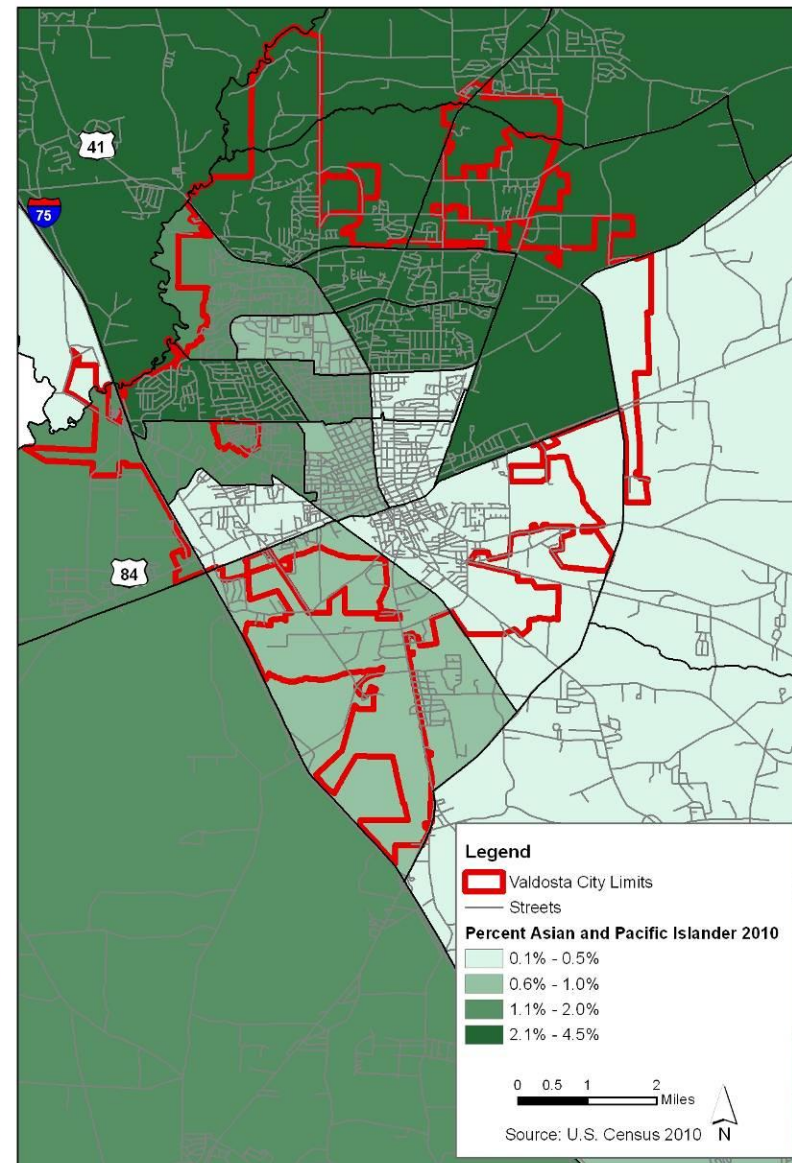 41
75
84
Legend
Valdosta City Limits
Streets
Percent Asian and Pacific Islander 2010
0.1% - 0.5%
0.6% - 1.0%
1.1% - 2.0%
2.1% - 4.5%
0 0.5 1 2
Miles
Source: U.S. Census 2010
N